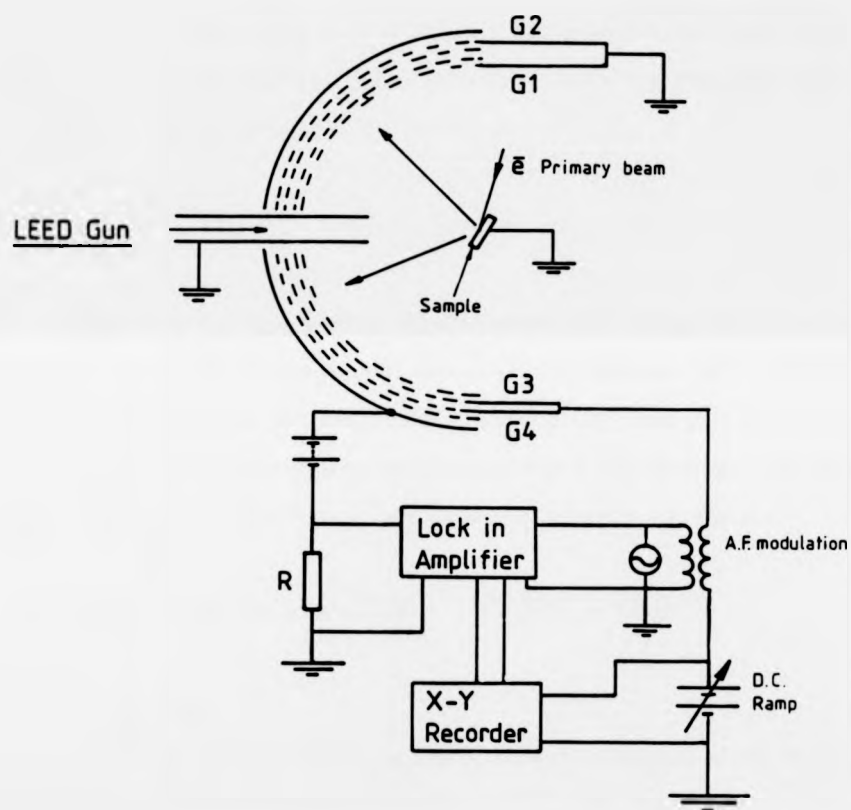 G2
G1
ē Primary beam
LEED Gun
Sample
G3
G4
Lock in
Amplifier
A.F. modulation
R
D.C.
Ramp
X-Y
Recorder